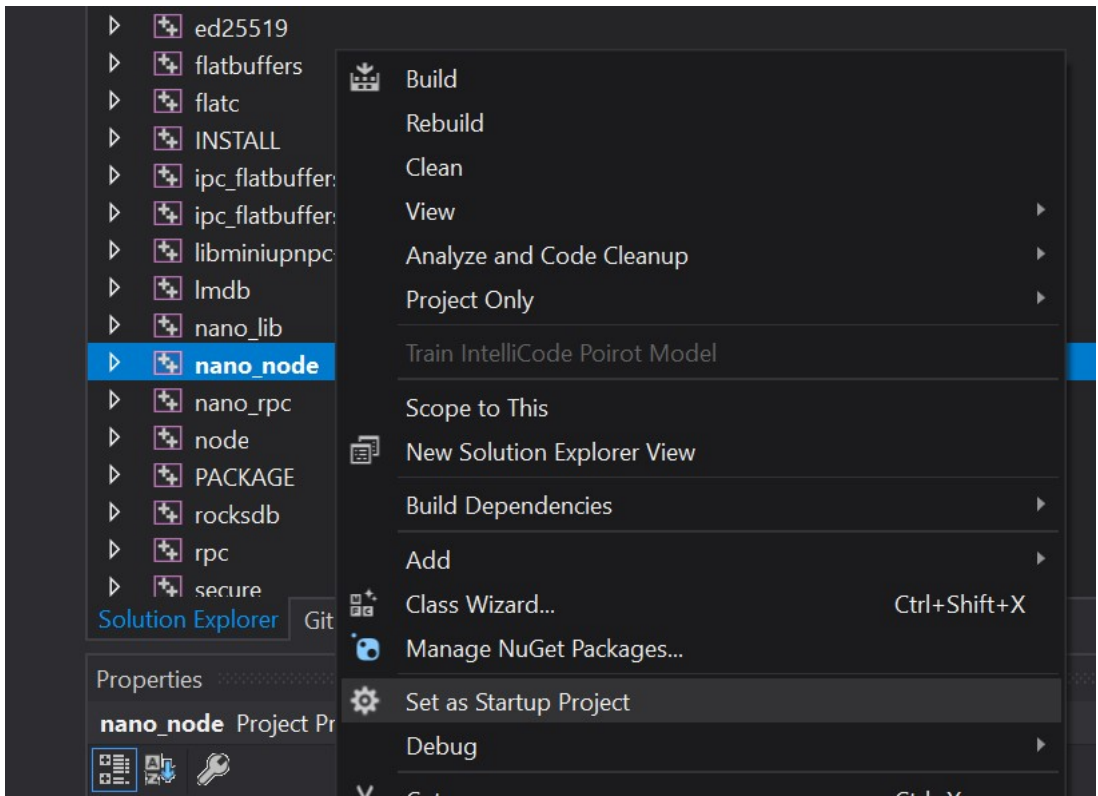 ed25519
flatbuffers
flatc
INSTALL
ipc_flatbuffers
ipc_flatbuffers
libminiupnpc-
lmdb
nano_lib
nano_node
nano_rpc
node
PACKAGE
rocksdb
rpc
secure
Solution Explorer Git
Properties
nano_node Project Pr
Build
Rebuild
Clean
View
Analyze and Code Cleanup
Project Only
Train IntelliCode Poirot Model
Scope to This
New Solution Explorer View
Build Dependencies
Add
Class Wizard... Ctrl+Shift+X
Manage NuGet Packages...
Set as Startup Project
Debug